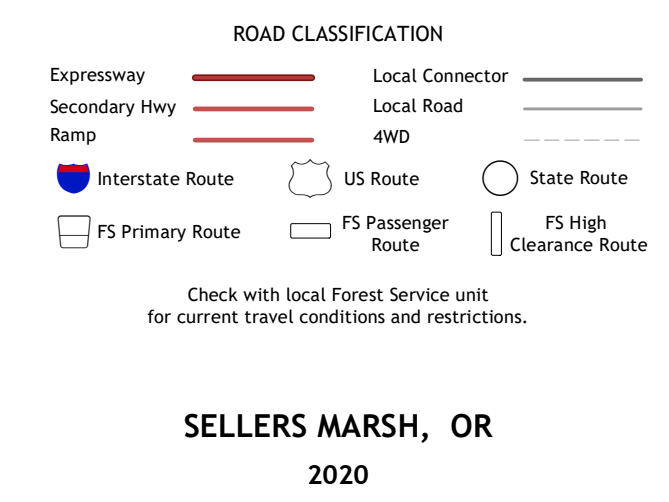 ROAD CLASSIFICATION
Expressway
Local Connector
Secondary Hwy
Local Road
Ramp
4WD
Interstate Route
US Route
State Route
FS Primary Route
FS Passenger
Route
FS High
Clearance Route
Check with local Forest Service unit
for current travel conditions and restrictions.
SELLERS MARSH, OR
2020